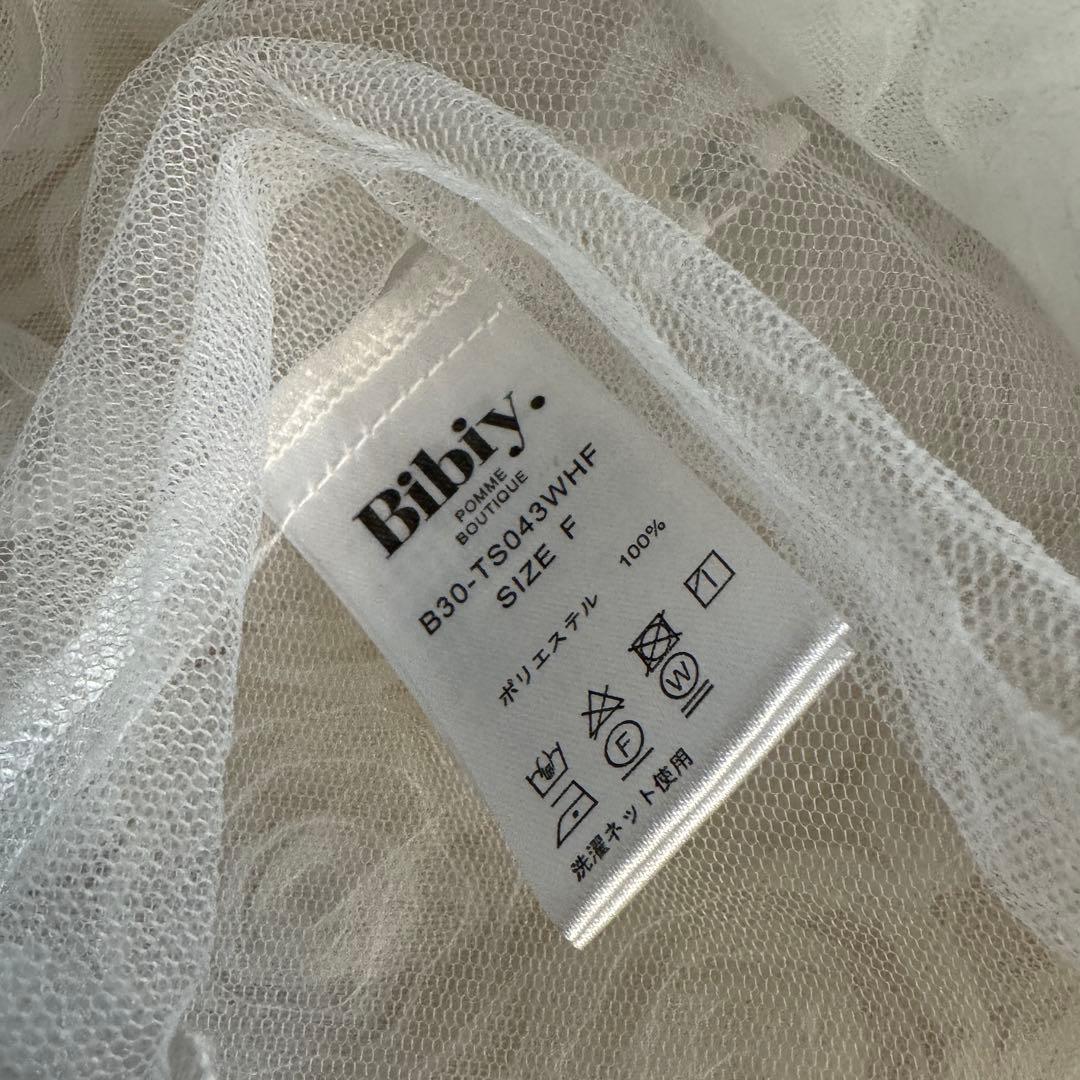 Bibiy.
POMME
BOUTIQUE
B30-TS043WHF
SIZE F
ポリエステル 100%
F
W
洗濯ネット使用